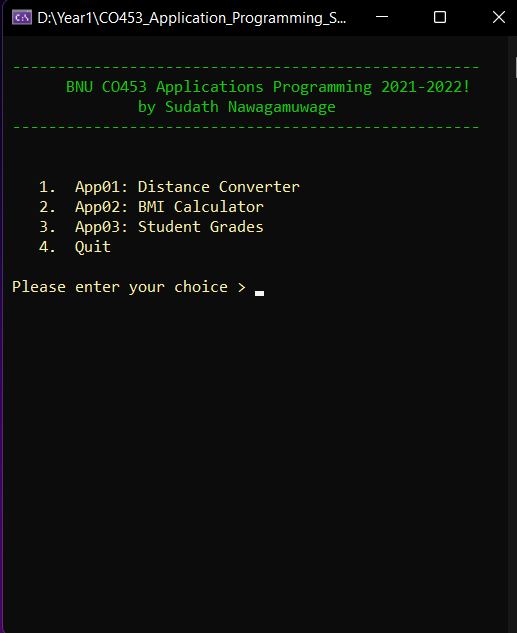 D:\Year1\CO453_Application_Programming_S...
----------------------------------------------------
BNU CO453 Applications Programming 2021-2022!
by Sudath Nawagamuwage
----------------------------------------------------
1. App01: Distance Converter
2. App02: BMI Calculator
3. App03: Student Grades
4. Quit
Please enter your choice > _